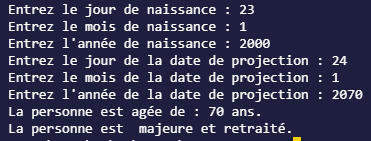 Entrez le jour de naissance : 23
Entrez le mois de naissance : 1
Entrez l'année de naissance : 2000
Entrez le jour de la date de projection : 24
Entrez le mois de la date de projection : 1
Entrez l'année de la date de projection : 2070
La personne est agée de : 70 ans.
La personne est  majeure et retraité.